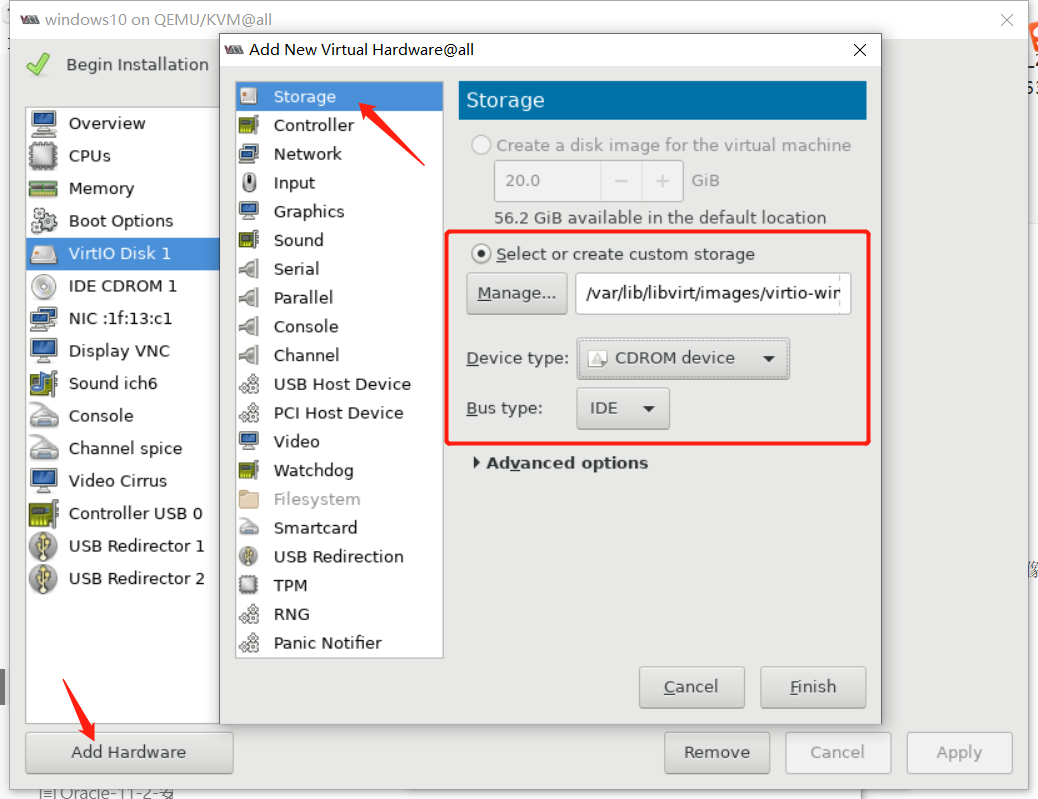 windows10 on QEMU/KVM@all
Begin Installation
Overview
CPUs
Memory
Boot Options
VirtIO Disk 1
IDE CDROM 1
NIC :1f:13:c1
Display VNC
Sound ich6
Console
Channel spice
Video Cirrus
Controller USB 0
USB Redirector 1
USB Redirector 2
Add Hardware
Add New Virtual Hardware@all
Storage
Controller
Network
Input
Graphics
Sound
Serial
Parallel
Console
Channel
USB Host Device
PCI Host Device
Video
Watchdog
Filesystem
Smartcard
USB Redirection
TPM
RNG
Panic Notifier
Storage
Create a disk image for the virtual machine
20.0 − + GiB
56.2 GiB available in the default location
Select or create custom storage
Manage... /var/lib/libvirt/images/virtio-wir
Device type: CDROM device
Bus type: IDE
Advanced options
Cancel Finish
Remove Cancel Apply
Oracle-11-2-安
像